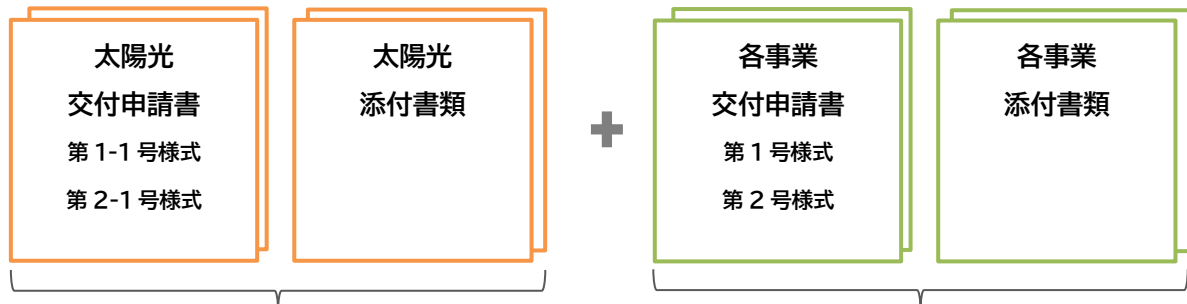 太陽光
交付申請書
第 1-1 号様式
第 2-1 号様式
太陽光
添付書類
各事業
交付申請書
第 1 号様式
第 2 号様式
各事業
添付書類